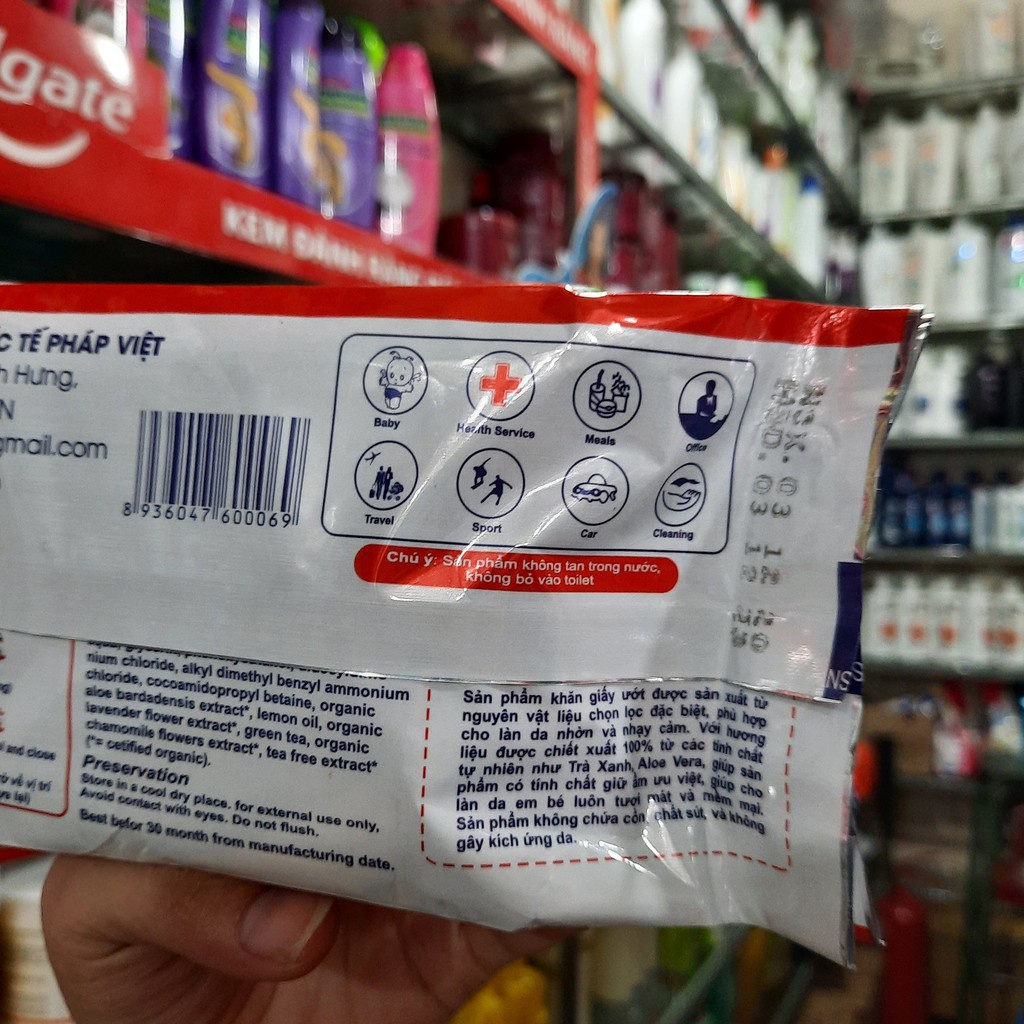 lgate
KEM ĐÁNH RĂNG
TẾ PHÁP VIỆT
Hưng,
gmail.com
8 936047 600069
Baby
Health Service
Meals
Office
Travel
Sport
Car
Cleaning
Chú ý: Sản phẩm không tan trong nước,
không bỏ vào toilet
NS
nium chloride, alkyl dimethyl benzyl ammonium
chloride, cocoamidopropyl betaine, organic
aloe bardadensis extract*, lemon oil, organic
lavender flower extract*, green tea, organic
chamomile flowers extract*, tea free extract*
(*= cetified organic).
Preservation
Store in a cool dry place. for external use only,
Avoid contact with eyes. Do not flush.
Best befor 30 month from manufacturing date.
and close
về vị trí
lại)
Sản phẩm khăn giấy ướt được sản xuất từ
nguyên vật liệu chọn lọc đặc biệt, phù hợp
cho làn da nhờn và nhạy cảm. Với hương
liệu được chiết xuất 100% từ các tinh chất
tự nhiên như Trà Xanh, Aloe Vera, giúp sản
phẩm có tính chất giữ ẩm ưu việt, giúp cho
làn da em bé luôn tươi mát và mềm mại.
Sản phẩm không chứa cồn, chất sút, và không
gây kích ứng da.